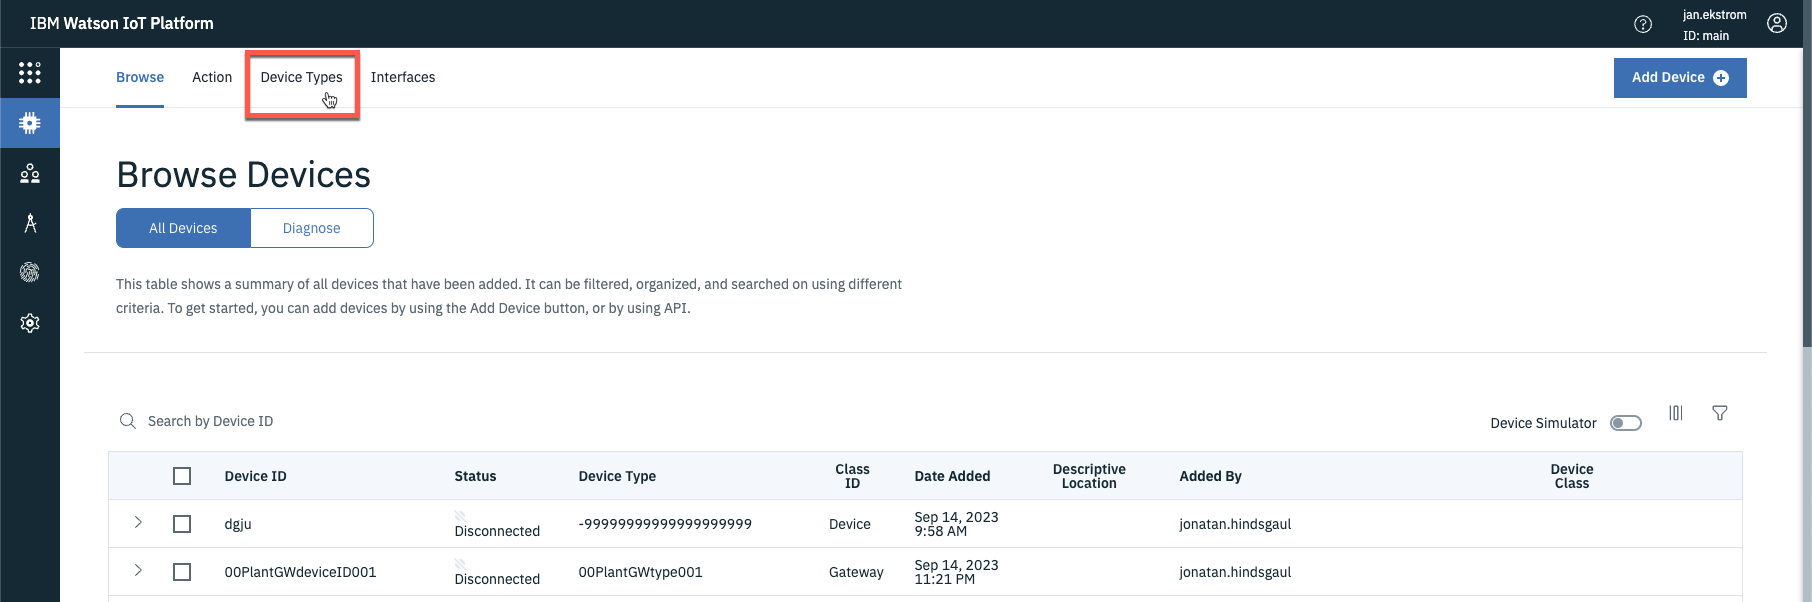 IBM Watson IoT Platform
jan.ekstrom
ID: main
Browse Action Device Types Interfaces
Add Device
Browse Devices
All Devices Diagnose
This table shows a summary of all devices that have been added. It can be filtered, organized, and searched on using different
criteria. To get started, you can add devices by using the Add Device button, or by using API.
Search by Device ID
Device Simulator
Device ID Status Device Type Class ID Date Added Descriptive Location Added By Device Class
dgju Disconnected -99999999999999999999 Device Sep 14, 2023 9:58 AM jonatan.hindsgaul
00PlantGWdeviceID001 Disconnected 00PlantGWtype001 Gateway Sep 14, 2023 11:21 PM jonatan.hindsgaul